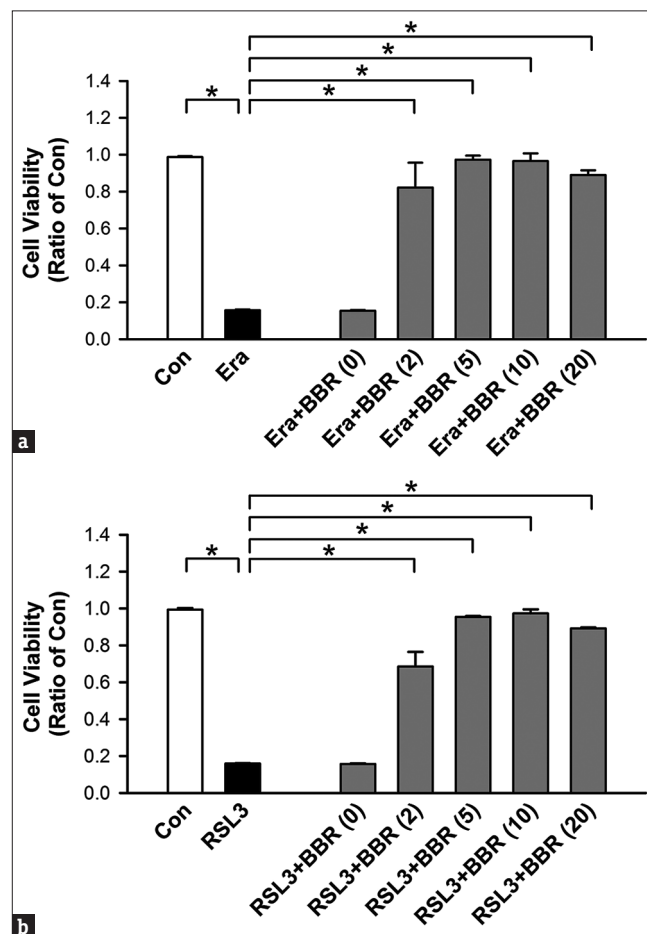 *
*
*
*
*
1.4
1.2
1.0
0.8
0.6
0.4
0.2
0.0
Cell Viability
(Ratio of Con)
Con
Era
Era+BBR (0)
Era+BBR (2)
Era+BBR (5)
Era+BBR (10)
Era+BBR (20)
a
*
*
*
*
*
1.4
1.2
1.0
0.8
0.6
0.4
0.2
0.0
Cell Viability
(Ratio of Con)
Con
RSL3
RSL3+BBR (0)
RSL3+BBR (2)
RSL3+BBR (5)
RSL3+BBR (10)
RSL3+BBR (20)
b